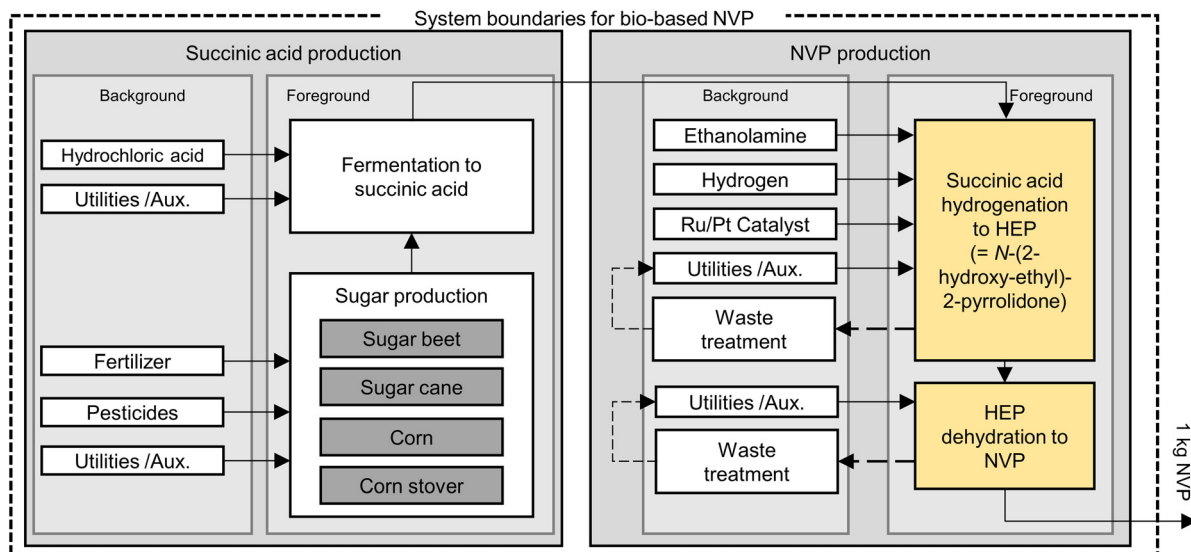 System boundaries for bio-based NVP
Succinic acid production
Background
Foreground
Hydrochloric acid
Utilities /Aux.
Fermentation to
succinic acid
Sugar production
Sugar beet
Sugar cane
Corn
Corn stover
Fertilizer
Pesticides
Utilities /Aux.
NVP production
Background
Foreground
Ethanolamine
Hydrogen
Ru/Pt Catalyst
Utilities /Aux.
Waste
treatment
Succinic acid
hydrogenation
to HEP
(= N-(2-
hydroxy-ethyl)-
2-pyrrolidone)
Utilities /Aux.
Waste
treatment
HEP
dehydration to
NVP
1 kg NVP